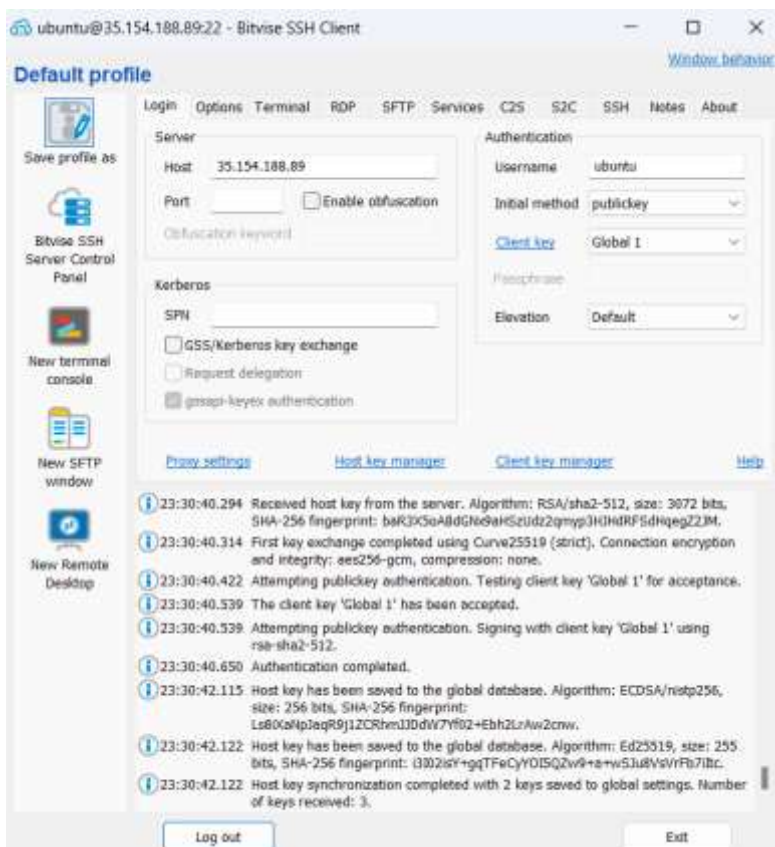 ubuntu@35.154.188.89:22 - Bitvise SSH Client
Window behavior
Default profile
Save profile as
Bitvise SSH
Server Control
Panel
New terminal
console
New SFTP
window
New Remote
Desktop
Login Options Terminal RDP SFTP Services C2S S2C SSH Notes About
Server
Host 35.154.188.89
Port
Enable obfuscation
Obfuscation keyword
Kerberos
SPN
GSS/Kerberos key exchange
Request delegation
gssapi-keyex authentication
Authentication
Username ubuntu
Initial method publickey
Client key Global 1
Passphrase
Elevation Default
Proxy settings Host key manager Client key manager Help
23:30:40.294 Received host key from the server. Algorithm: RSA/sha2-512, size: 3072 bits,
SHA-256 fingerprint:
23:30:40.314 First key exchange completed using Curve25519 (strict). Connection encryption
and integrity: aes256-gcm, compression: none.
23:30:40.422 Attempting publickey authentication. Testing client key 'Global 1' for acceptance.
23:30:40.539 The client key 'Global 1' has been accepted.
23:30:40.539 Attempting publickey authentication. Signing with client key 'Global 1' using
rsa-sha2-512.
23:30:40.650 Authentication completed.
23:30:42.115 Host key has been saved to the global database. Algorithm: ECDSA/nistp256,
size: 256 bits, SHA-256 fingerprint:
23:30:42.122 Host key has been saved to the global database. Algorithm: Ed25519, size: 255
bits, SHA-256 fingerprint:
23:30:42.122 Host key synchronization completed with 2 keys saved to global settings. Number
of keys received: 3.
Log out Exit